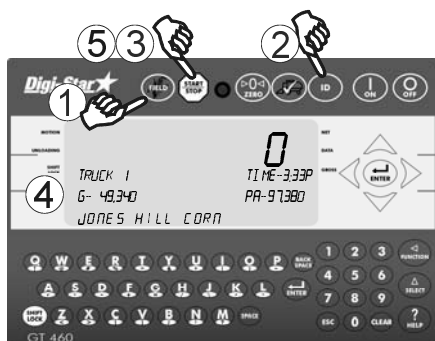 5 3 2
Digi-Star
FIELD START STOP ZERO ID ON OFF
1
MOTION NET
UNLOADING DATA
SHIFT LOCK GROSS
0
TRUCK 1 TIME-3:33P
ENTER
4 G- 49,340 PA-97,380
JONES HILL CORN
Q W E R T Y U I O P BACK SPACE 1 2 3 FUNCTION
A S D F G H J K L ENTER 4 5 6 SELECT
7 8 9
SHIFT LOCK Z X C V B N M SPACE ESC 0 CLEAR ? HELP
GT 460